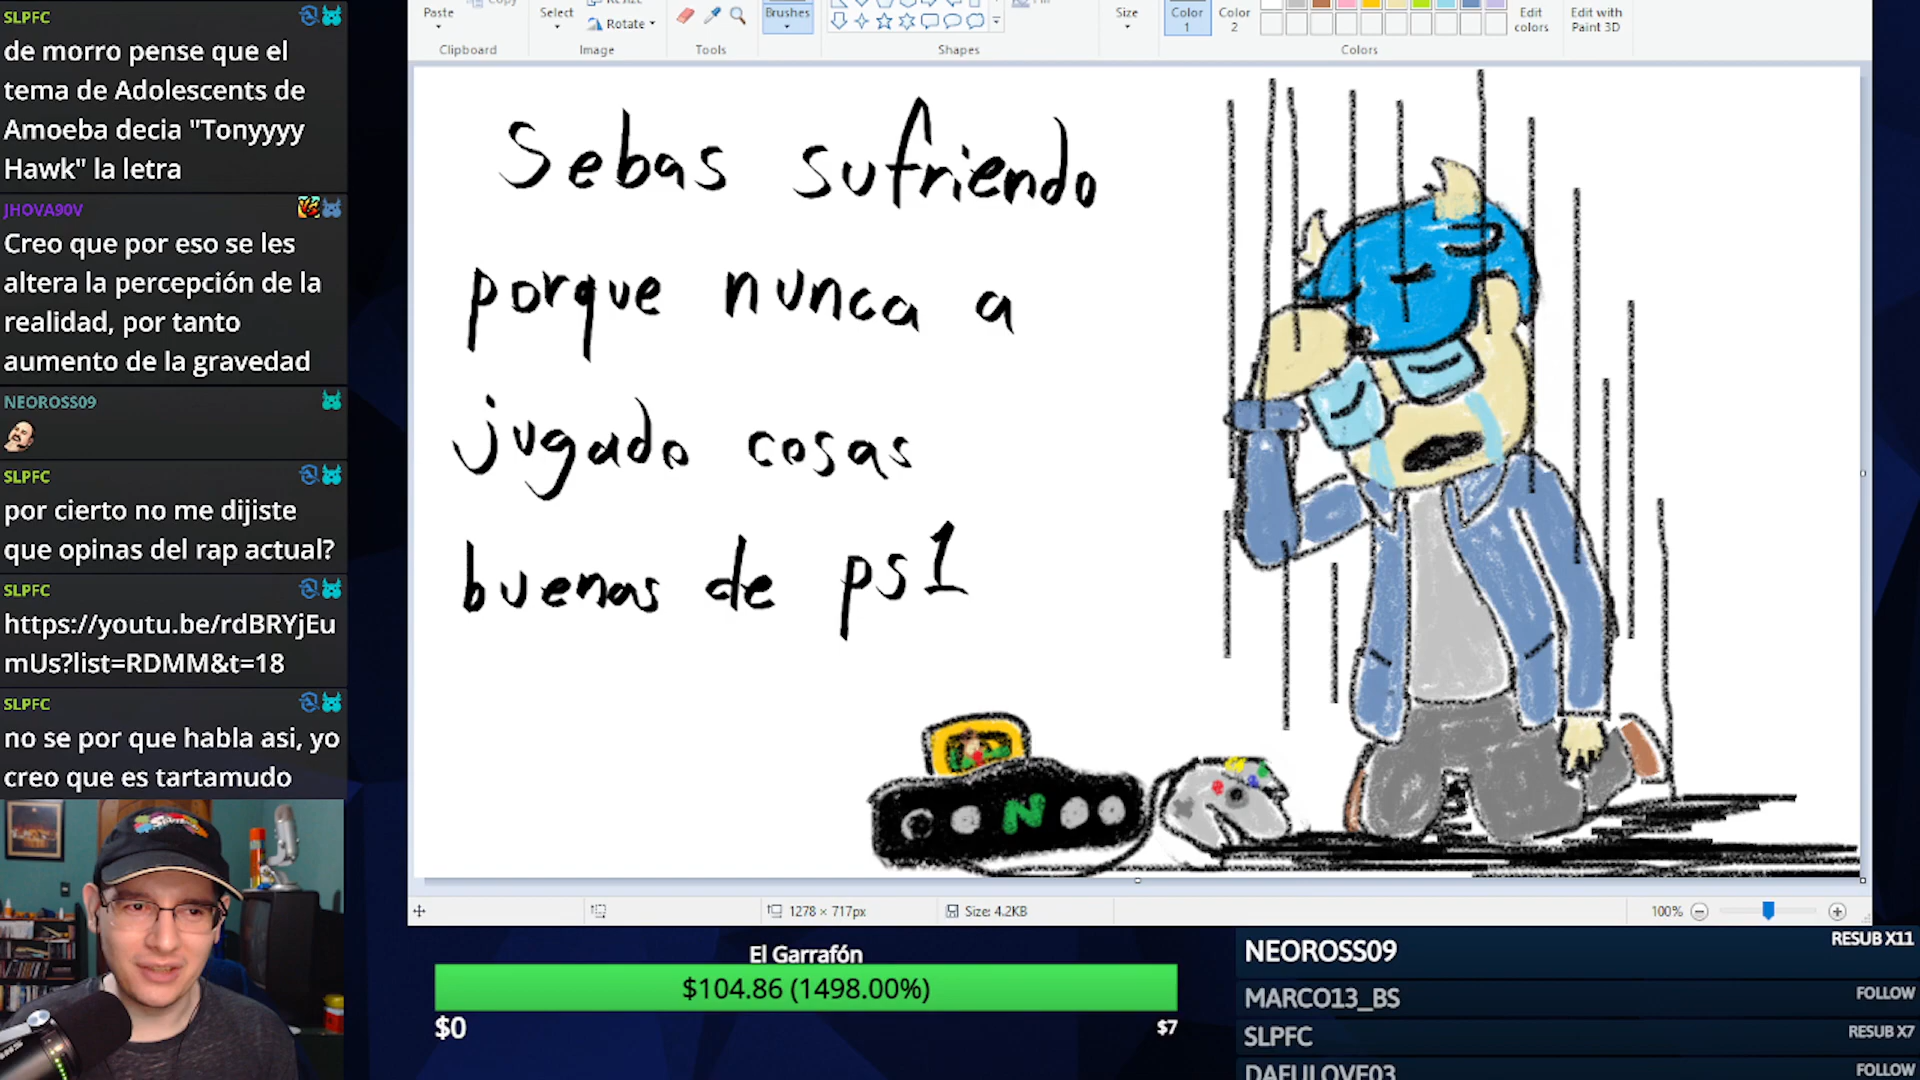 SLPFC
de morro pense que el
tema de Adolescents de
Amoeba decia "Tonyyyy
Hawk" la letra
JHOVA90V
Creo que por eso se les
altera la percepción de la
realidad, por tanto
aumento de la gravedad
NEOROSS09
SLPFC
por cierto no me dijiste
que opinas del rap actual?
SLPFC
https://youtu.be/rdBRYjEu
mUs?list=RDMM&t=18
SLPFC
no se por que habla asi, yo
creo que es tartamudo
Paste
Copy
Clipboard
Select
Rotate
Image
Tools
Brushes
Shapes
Size
Color
1
Color
2
Colors
Edit
colors
Edit with
Paint 3D
Sebas sufriendo
porque nunca a
jugado cosas
buenas de ps1
N
1278 × 717px
Size: 4.2KB
100%
El Garrafón
$104.86 (1498.00%)
$0
$7
NEOROSS09
RESUB X11
MARCO13_BS
FOLLOW
SLPFC
RESUB X7
DAFULOVE03
FOLLOW